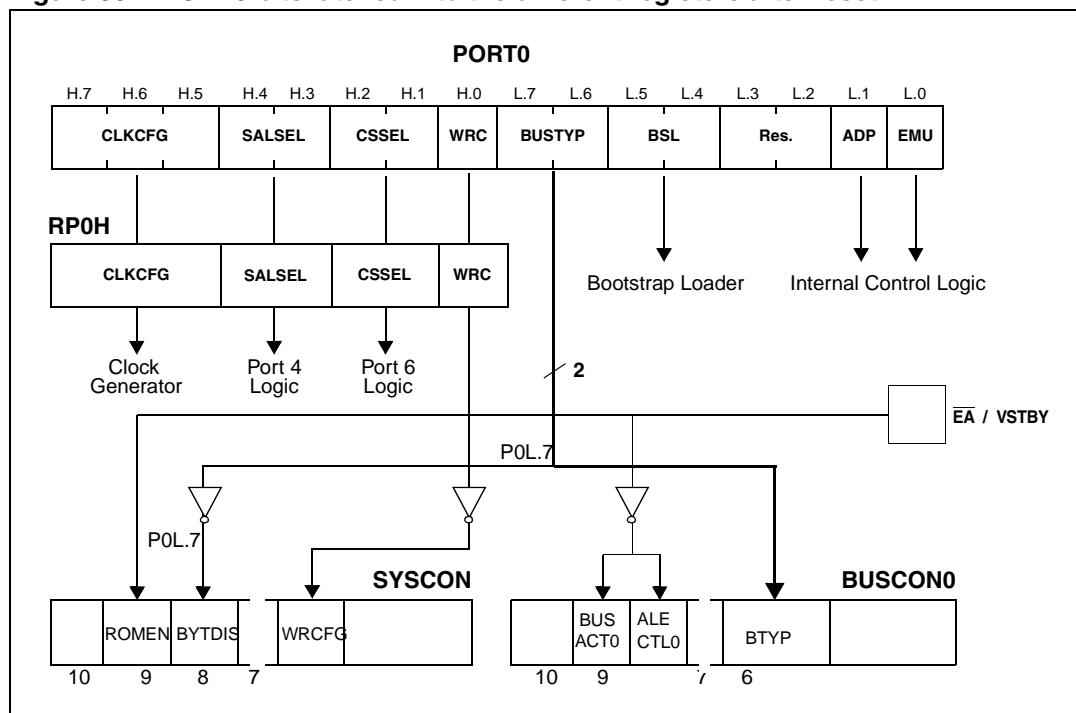 PORT0
H.7 H.6 H.5 H.4 H.3 H.2 H.1 H.0 L.7 L.6 L.5 L.4 L.3 L.2 L.1 L.0
CLKCFG SALSEL CSSEL WRC BUSTYP BSL Res. ADP EMU
RP0H
CLKCFG SALSEL CSSEL WRC
Bootstrap Loader Internal Control Logic
Clock Generator
Port 4 Logic
Port 6 Logic
2
EA / VSTBY
P0L.7
P0L.7
SYSCON BUSCON0
ROMEN BYTDIS WRCFG BUS ACT0 ALE CTL0 BTYP
10 9 8 7 10 9 7 6